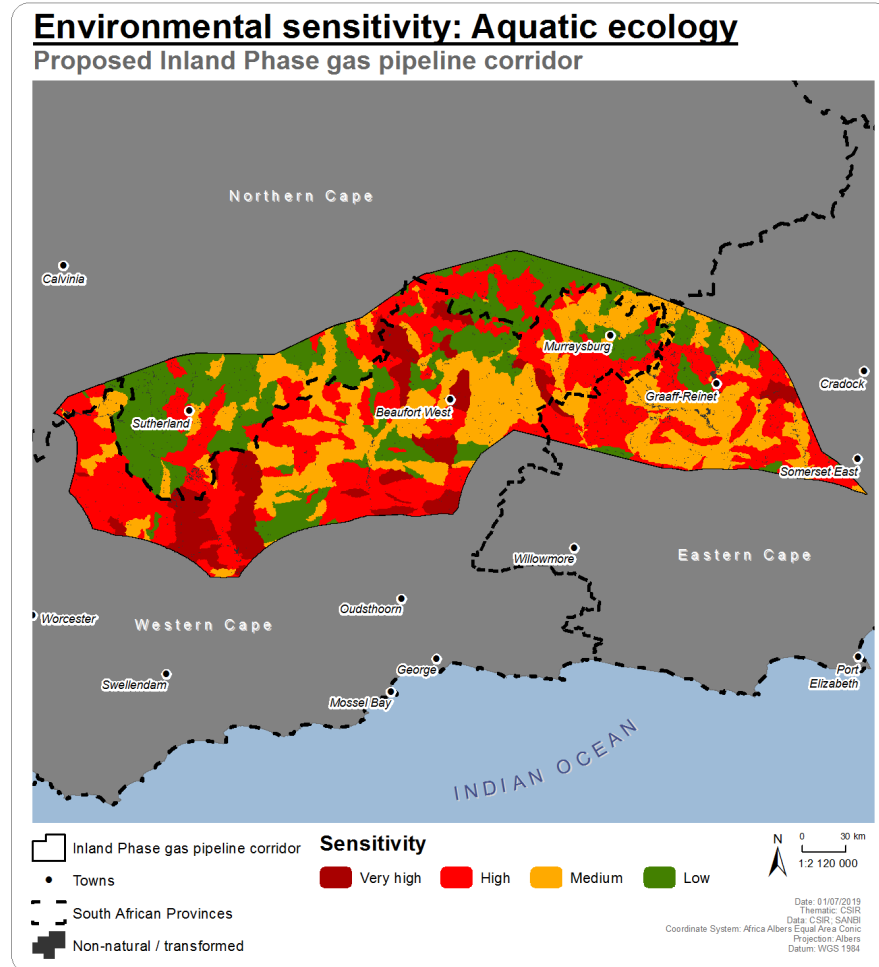 Environmental sensitivity: Aquatic ecology
Proposed Inland Phase gas pipeline corridor
Northern Cape
Calvinia
Murraysburg
Cradock
Graaff-Reinet
Beaufort West
Sutherland
Somerset East
Willowmore
Eastern Cape
Oudsthoorn
Worcester
Western Cape
George
Port
Elizabeth
Swellendam
Mossel Bay
INDIAN OCEAN
Inland Phase gas pipeline corridor
Towns
South African Provinces
Non-natural / transformed
Sensitivity
Very high
High
Medium
Low
N
0 30 km
1:2 120 000
Date: 01/07/2019
Thematic: CSIR
Data: CSIR, SANBI
Coordinate System: Africa Albers Equal Area Conic
Projection: Albers
Datum: WGS 1984